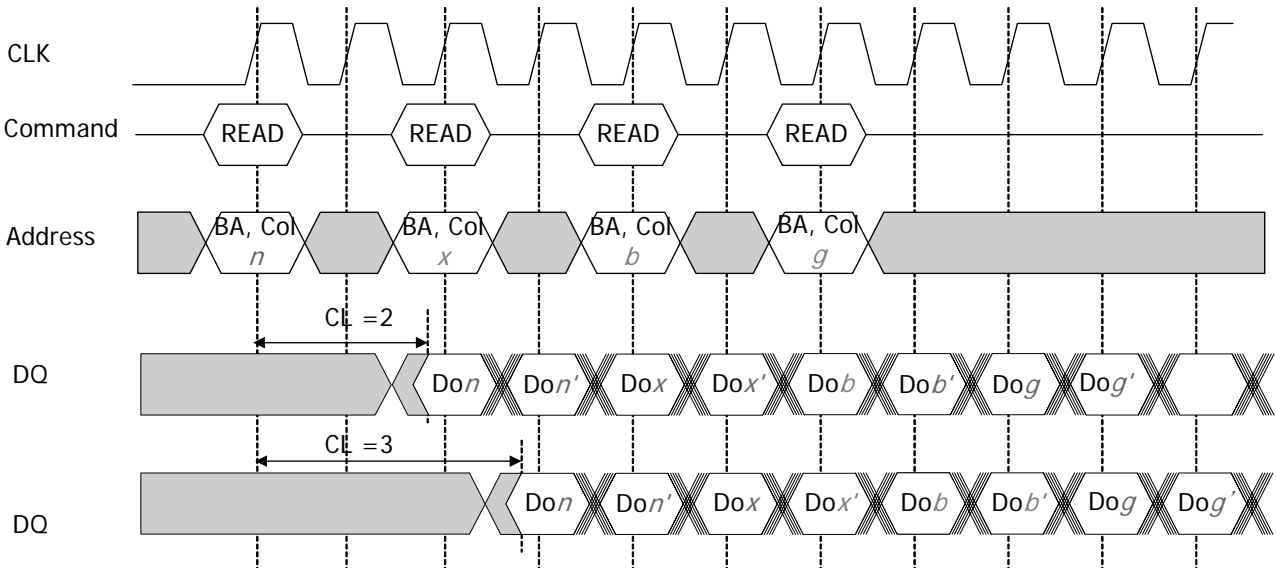 CLK
Command READ READ READ READ
Address BA, Col BA, Col BA, Col BA, Col
n x b g
CL =2
DQ Don Don' Dox Dox' Dob Dob' Dog Dog'
CL =3
DQ Don Don' Dox Dox' Dob Dob' Dog Dog'